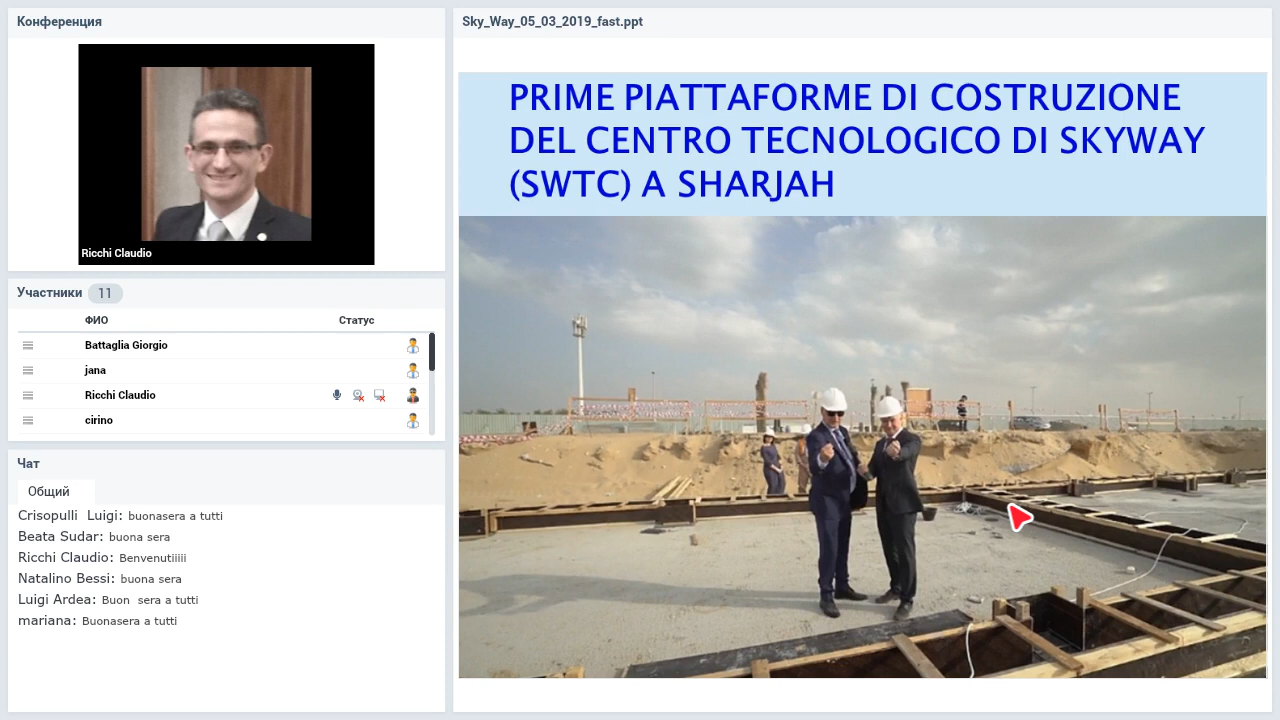 Конференция
Ricchi Claudio
Участники 11
ФИО Статус
Battaglia Giorgio
jana
Ricchi Claudio
cirino
Чат
Общий
Crisopulli Luigi: buonasera a tutti
Beata Sudar: buona sera
Ricchi Claudio: Benvenutiiiii
Natalino Bessi: buona sera
Luigi Ardea: Buon sera a tutti
mariana: Buonasera a tutti
Sky_Way_05_03_2019_fast.ppt
PRIME PIATTAFORME DI COSTRUZIONE
DEL CENTRO TECNOLOGICO DI SKYWAY
(SWTC) A SHARJAH